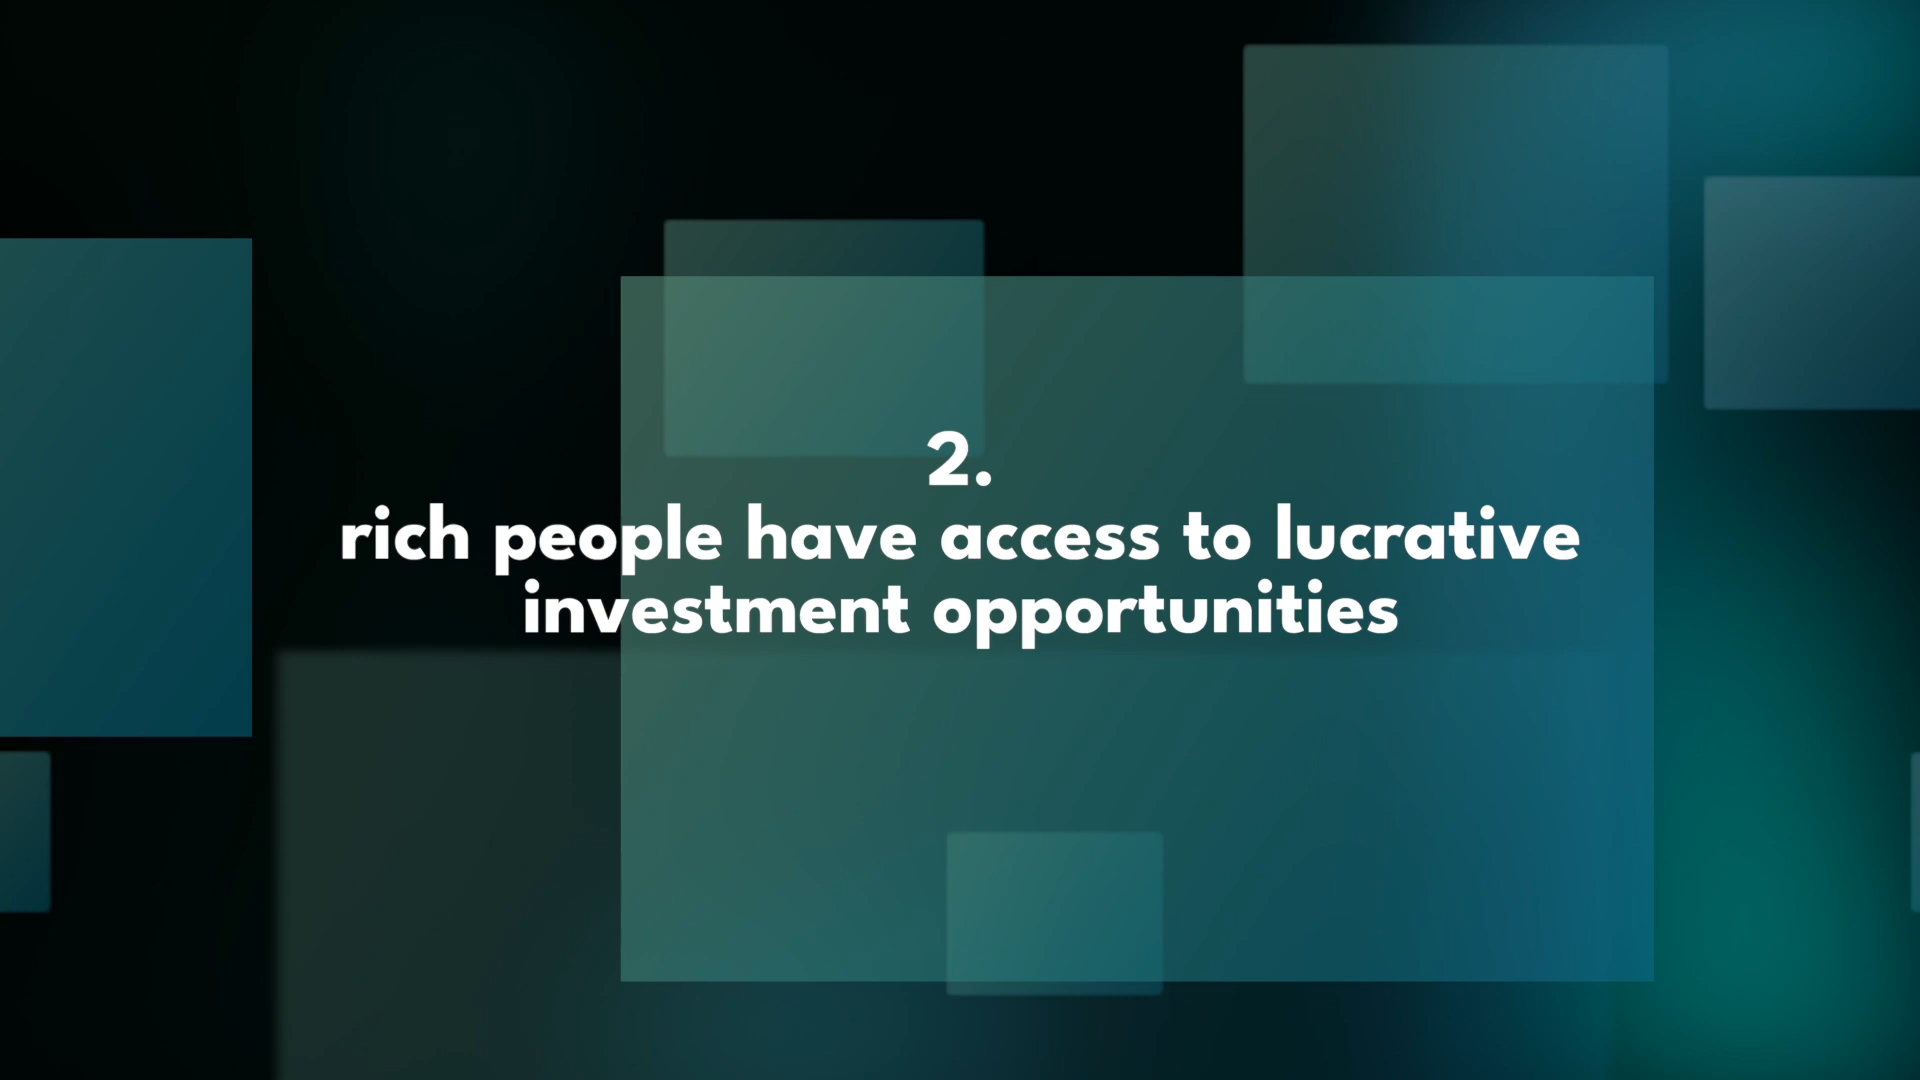 2.
rich people have access to lucrative
investment opportunities